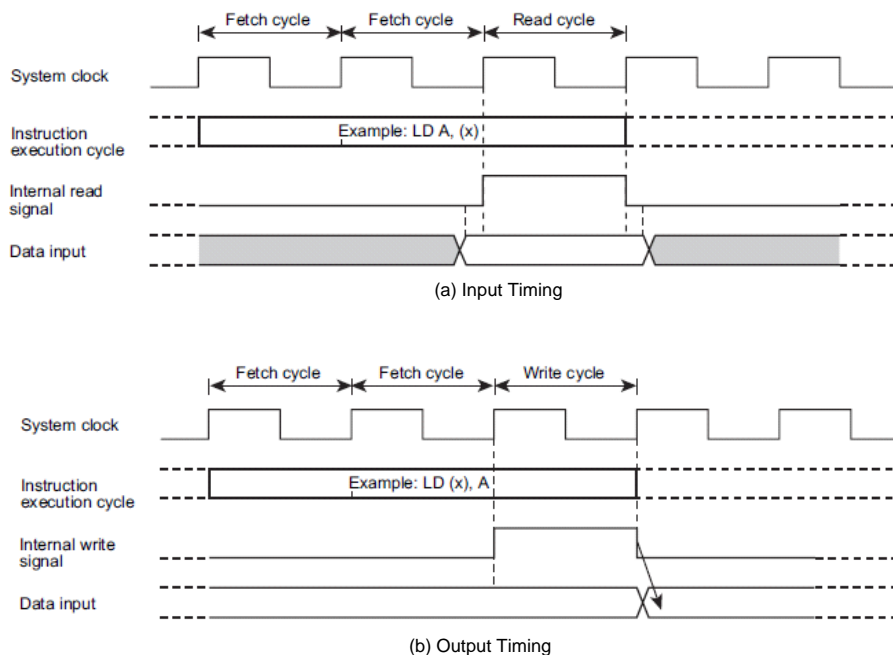 Fetch cycle Fetch cycle Read cycle
System clock
Instruction
execution cycle
Example: LD A, (x)
Internal read
signal
Data input
(a) Input Timing
Fetch cycle Fetch cycle Write cycle
System clock
Instruction
execution cycle
Example: LD (x), A
Internal write
signal
Data input
(b) Output Timing